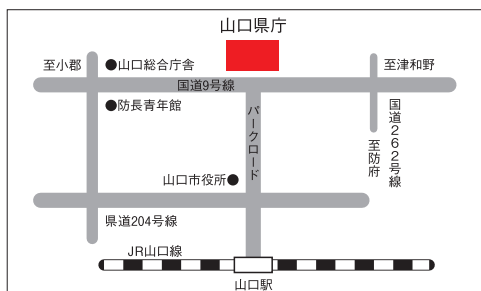 山口県庁
至小郡
●山口総合庁舎
至津和野
国道9号線
●防長青年館
パークロード
国道262号線
至防府
山口市役所●
県道204号線
JR山口線
山口駅